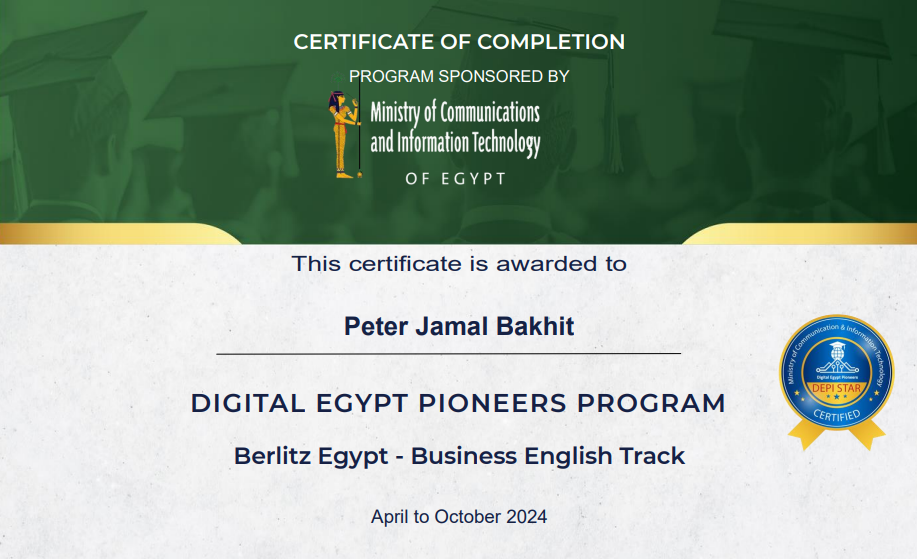 CERTIFICATE OF COMPLETION
PROGRAM SPONSORED BY
Ministry of Communications
and Information Technology
OF EGYPT
This certificate is awarded to
Peter Jamal Bakhit
Ministry of Communication & Information Technology
Digital Egypt Pioneers
DEPI STAR
CERTIFIED
DIGITAL EGYPT PIONEERS PROGRAM
Berlitz Egypt - Business English Track
April to October 2024